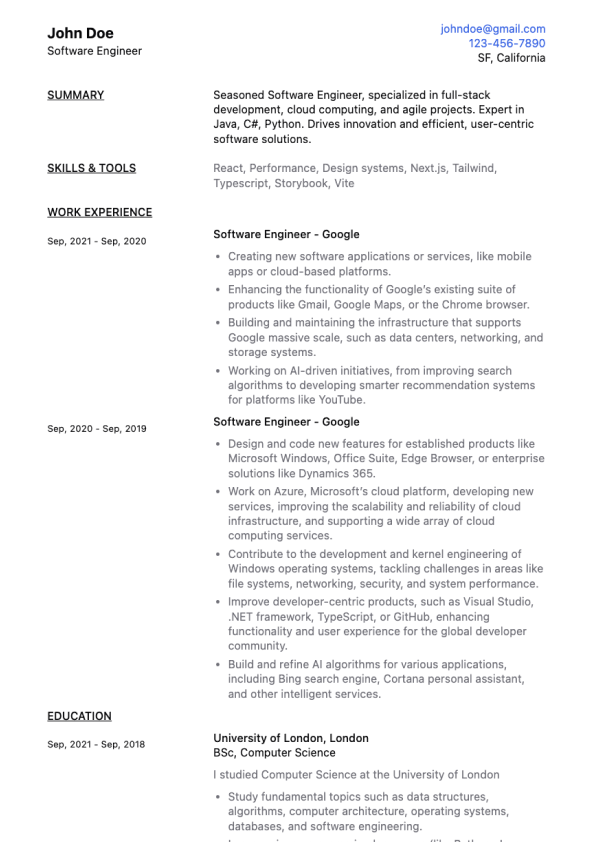 John Doe
Software Engineer
johndoe@gmail.com
123-456-7890
SF, California
SUMMARY
Seasoned Software Engineer, specialized in full-stack
development, cloud computing, and agile projects. Expert in
Java, C#, Python. Drives innovation and efficient, user-centric
software solutions.
SKILLS & TOOLS
React, Performance, Design systems, Next.js, Tailwind,
Typescript, Storybook, Vite
WORK EXPERIENCE
Sep, 2021 - Sep, 2020
Software Engineer - Google
• Creating new software applications or services, like mobile
apps or cloud-based platforms.
• Enhancing the functionality of Google’s existing suite of
products like Gmail, Google Maps, or the Chrome browser.
• Building and maintaining the infrastructure that supports
Google massive scale, such as data centers, networking, and
storage systems.
• Working on AI-driven initiatives, from improving search
algorithms to developing smarter recommendation systems
for platforms like YouTube.
Sep, 2020 - Sep, 2019
Software Engineer - Google
• Design and code new features for established products like
Microsoft Windows, Office Suite, Edge Browser, or enterprise
solutions like Dynamics 365.
• Work on Azure, Microsoft’s cloud platform, developing new
services, improving the scalability and reliability of cloud
infrastructure, and supporting a wide array of cloud
computing services.
• Contribute to the development and kernel engineering of
Windows operating systems, tackling challenges in areas like
file systems, networking, security, and system performance.
• Improve developer-centric products, such as Visual Studio,
.NET framework, TypeScript, or GitHub, enhancing
functionality and user experience for the global developer
community.
• Build and refine AI algorithms for various applications,
including Bing search engine, Cortana personal assistant,
and other intelligent services.
EDUCATION
Sep, 2021 - Sep, 2018
University of London, London
BSc, Computer Science
I studied Computer Science at the University of London
• Study fundamental topics such as data structures,
algorithms, computer architecture, operating systems,
databases, and software engineering.